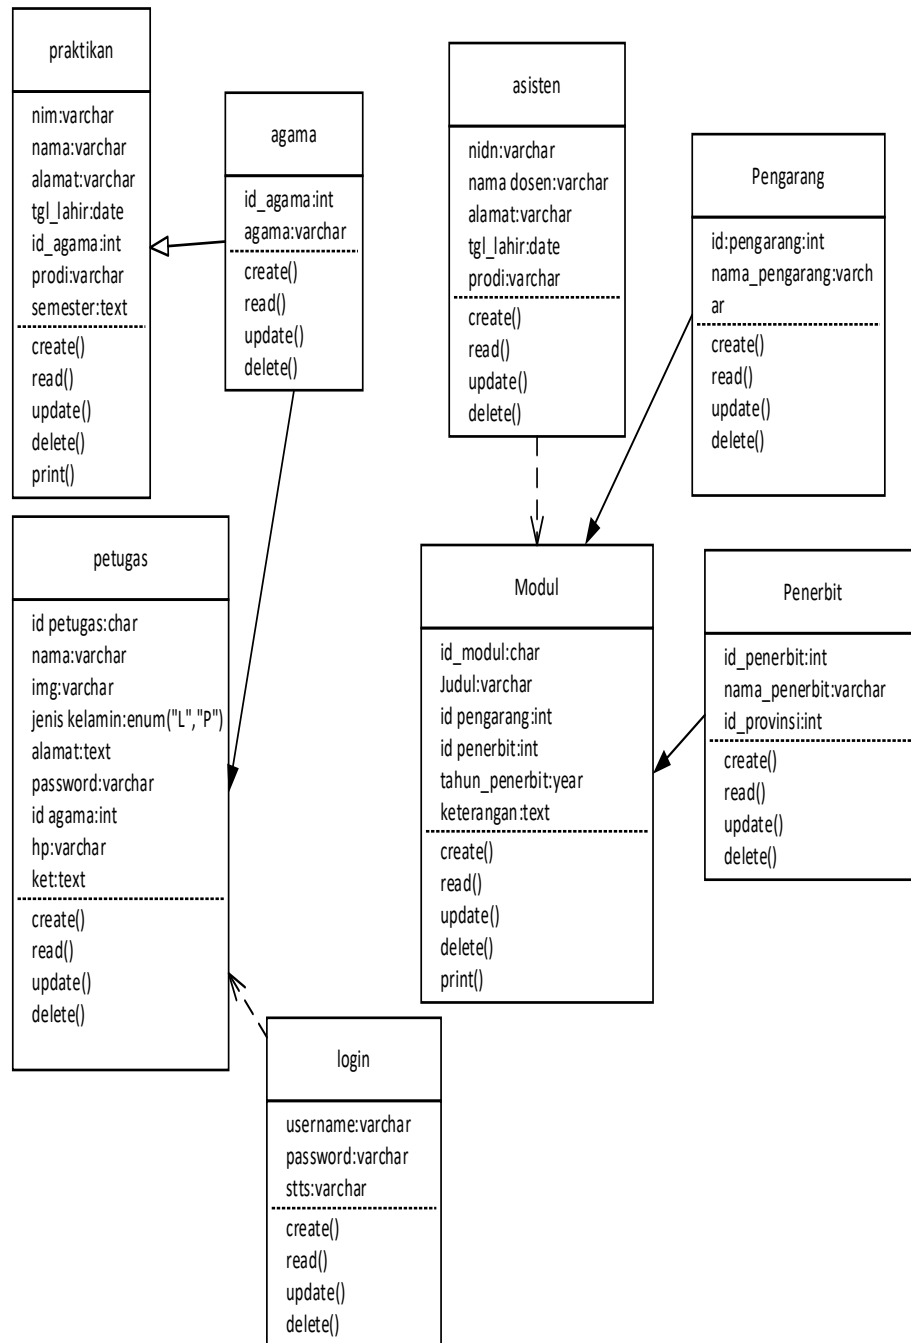 praktikan
nim:varchar
nama:varchar
alamat:varchar
tgl_lahir:date
id_agama:int
prodi:varchar
semester:text
create()
read()
update()
delete()
print()
agama
id_agama:int
agama:varchar
create()
read()
update()
delete()
asisten
nidn:varchar
nama dosen:varchar
alamat:varchar
tgl_lahir:date
prodi:varchar
create()
read()
update()
delete()
Pengarang
id:pengarang:int
nama_pengarang:varch
ar
create()
read()
update()
delete()
petugas
id petugas:char
nama:varchar
img:varchar
jenis kelamin:enum("L","P")
alamat:text
password:varchar
id agama:int
hp:varchar
ket:text
create()
read()
update()
delete()
Modul
id_modul:char
Judul:varchar
id pengarang:int
id penerbit:int
tahun_penerbit:year
keterangan:text
create()
read()
update()
delete()
print()
Penerbit
id_penerbit:int
nama_penerbit:varchar
id_provinsi:int
create()
read()
update()
delete()
login
username:varchar
password:varchar
stts:varchar
create()
read()
update()
delete()